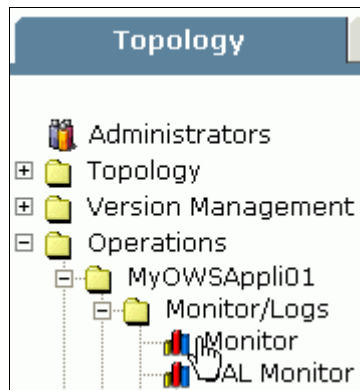 Topology
Administrators
Topology
Version Management
Operations
MyOWSAppli01
Monitor/Logs
Monitor
AL Monitor